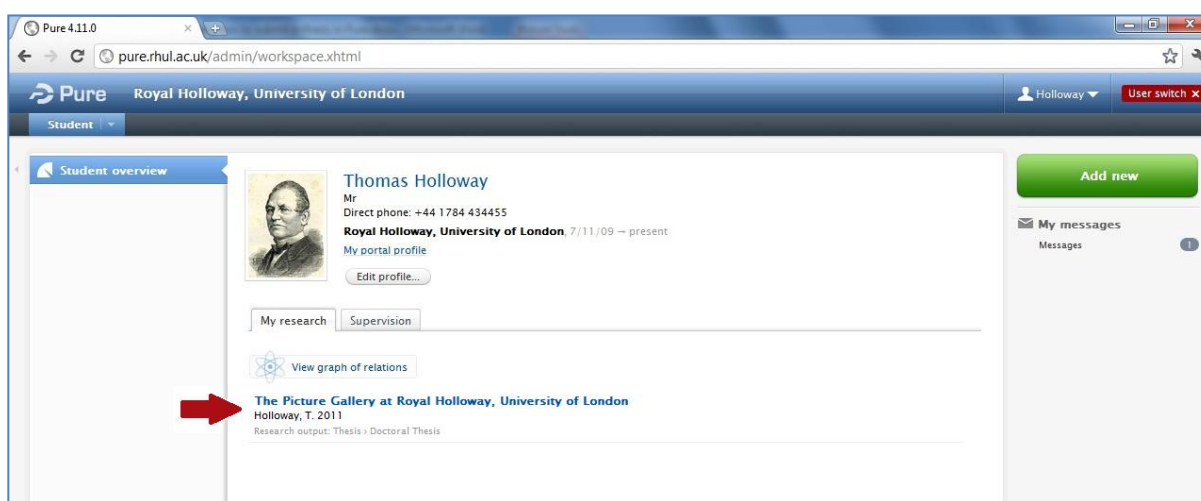 Pure 4.11.0
pure.rhul.ac.uk/admin/workspace.xhtml
Pure Royal Holloway, University of London
Holloway
User switch x
Student
Student overview
Thomas Holloway
Mr
Direct phone: +44 1784 434455
Royal Holloway, University of London, 7/11/09 → present
My portal profile
Edit profile...
My research
Supervision
View graph of relations
The Picture Gallery at Royal Holloway, University of London
Holloway, T. 2011
Research output: Thesis › Doctoral Thesis
Add new
My messages
Messages 1